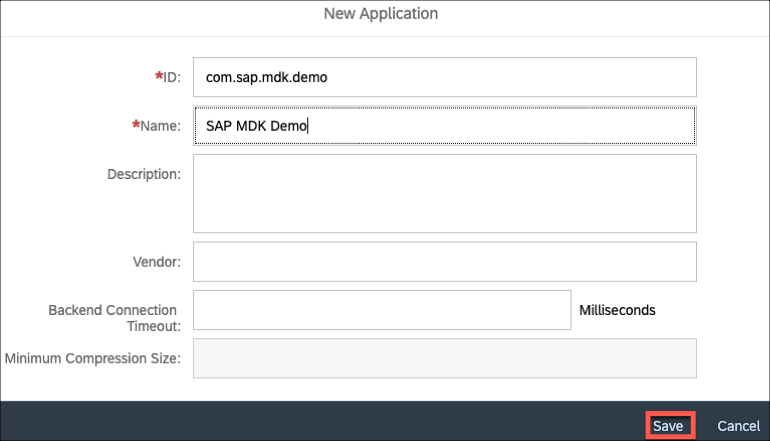 New Application
*ID: com.sap.mdk.demo
*Name: SAP MDK Demo
Description:
Vendor:
Backend Connection Timeout: Milliseconds
Minimum Compression Size:
Save Cancel